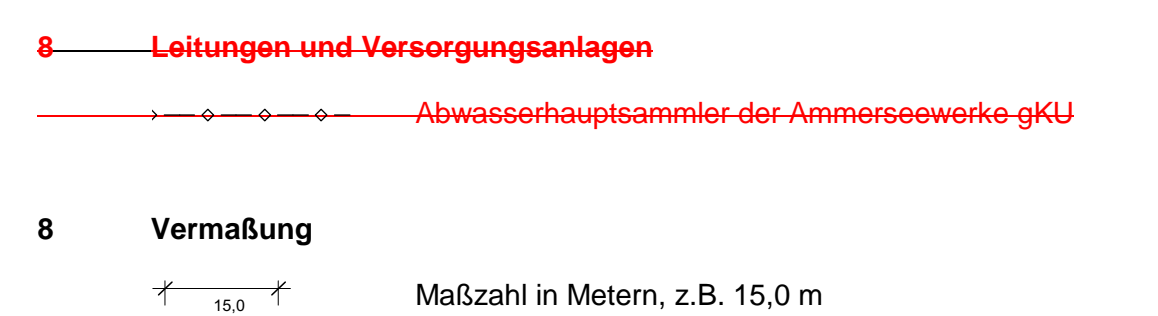 8 Leitungen und Versorgungsanlagen
Abwasserhauptsammler der Ammerseewerke gKU
8 Vermaßung
15,0 Maßzahl in Metern, z.B. 15,0 m